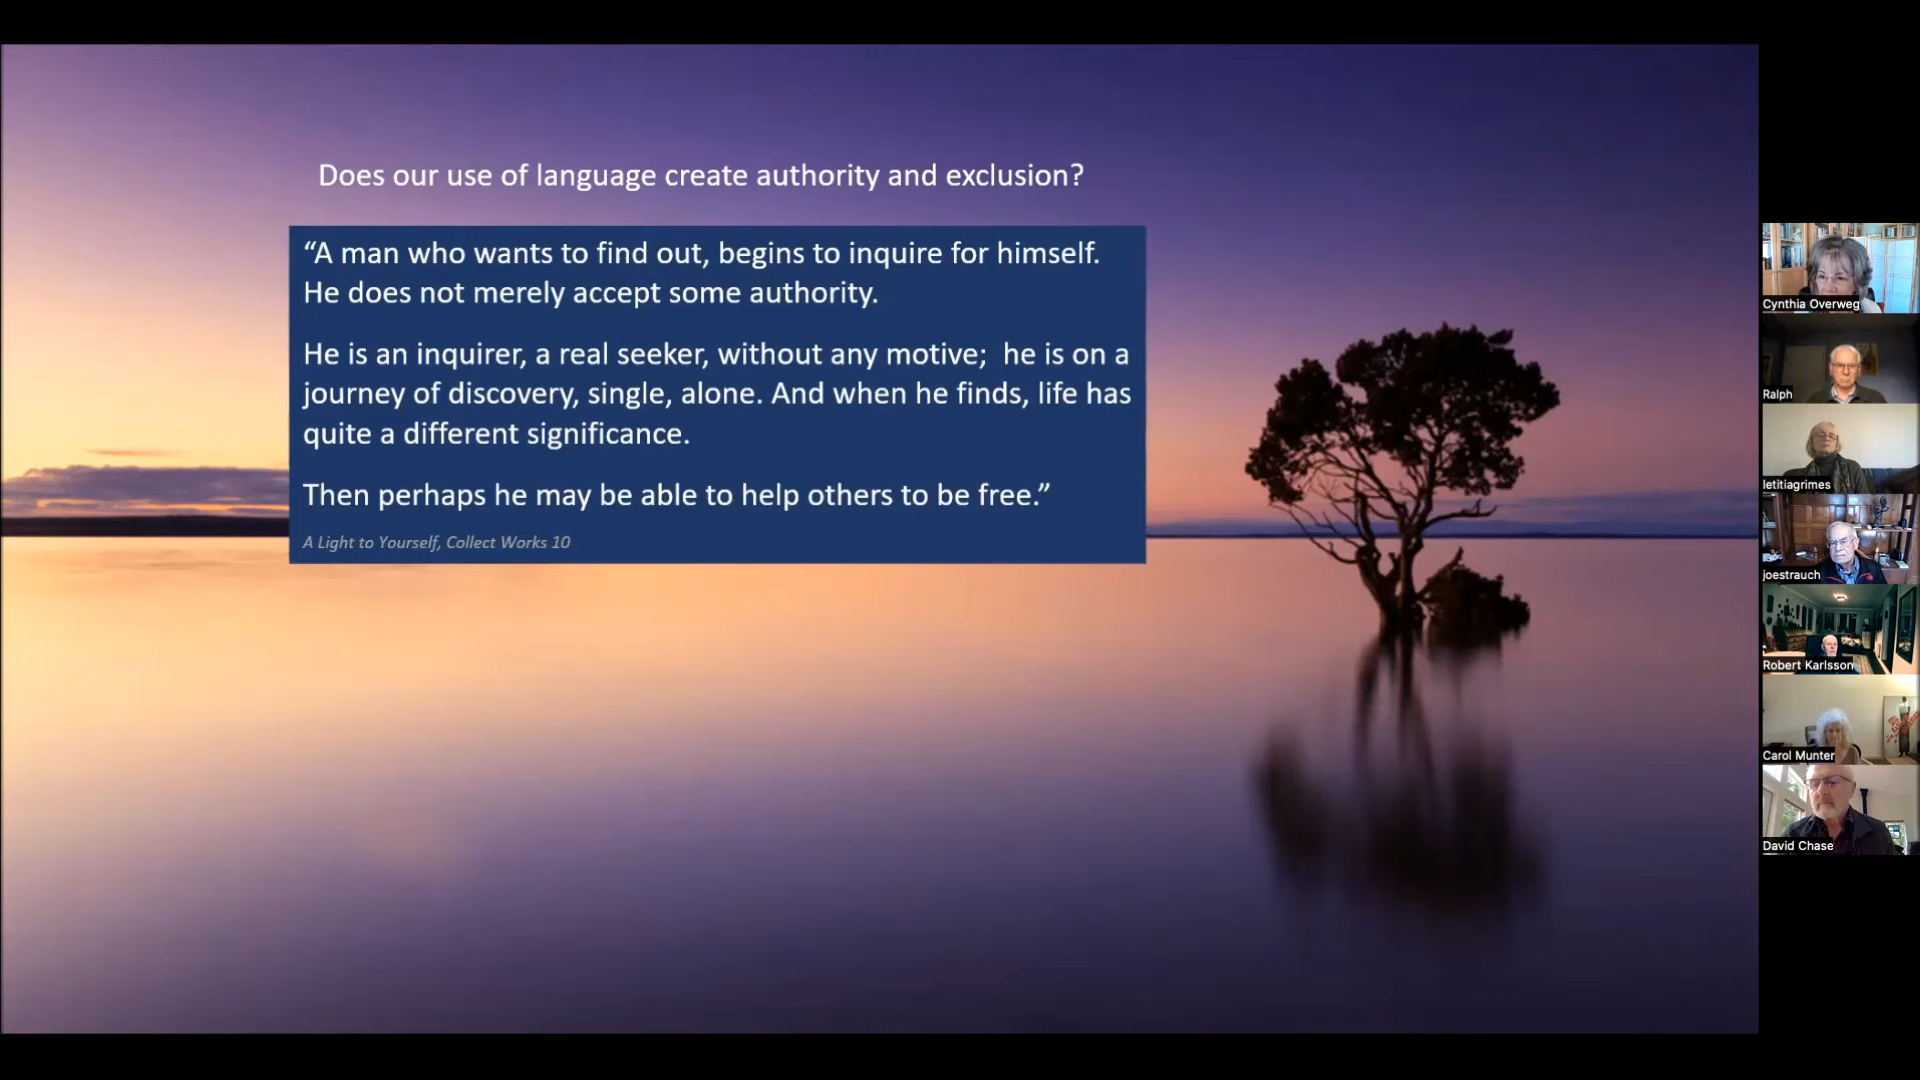 Does our use of language create authority and exclusion?
“A man who wants to find out, begins to inquire for himself.
He does not merely accept some authority.
He is an inquirer, a real seeker, without any motive;  he is on a
journey of discovery, single, alone. And when he finds, life has
quite a different significance.
Then perhaps he may be able to help others to be free.”
A Light to Yourself, Collect Works 10
Cynthia Overweg
Ralph
letitiagrimes
joestrauch
Robert Karlsson
Carol Munter
David Chase